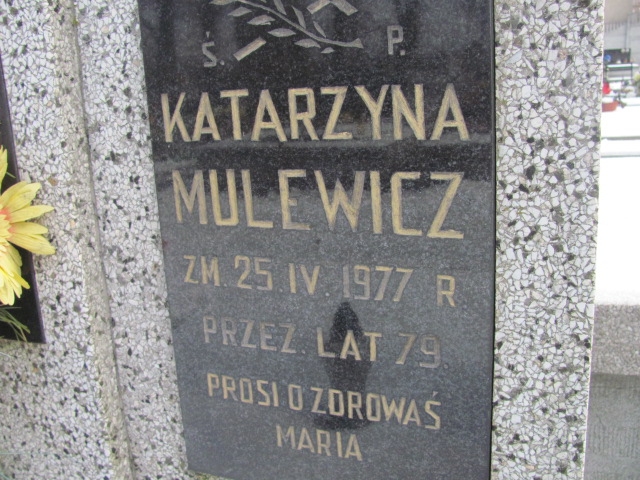 Ś. P.
KATARZYNA
MULEWICZ
ZM. 25 IV. 1977 R
PRZEŻ. LAT 79.
PROSI O ZDROWAŚ
MARIA